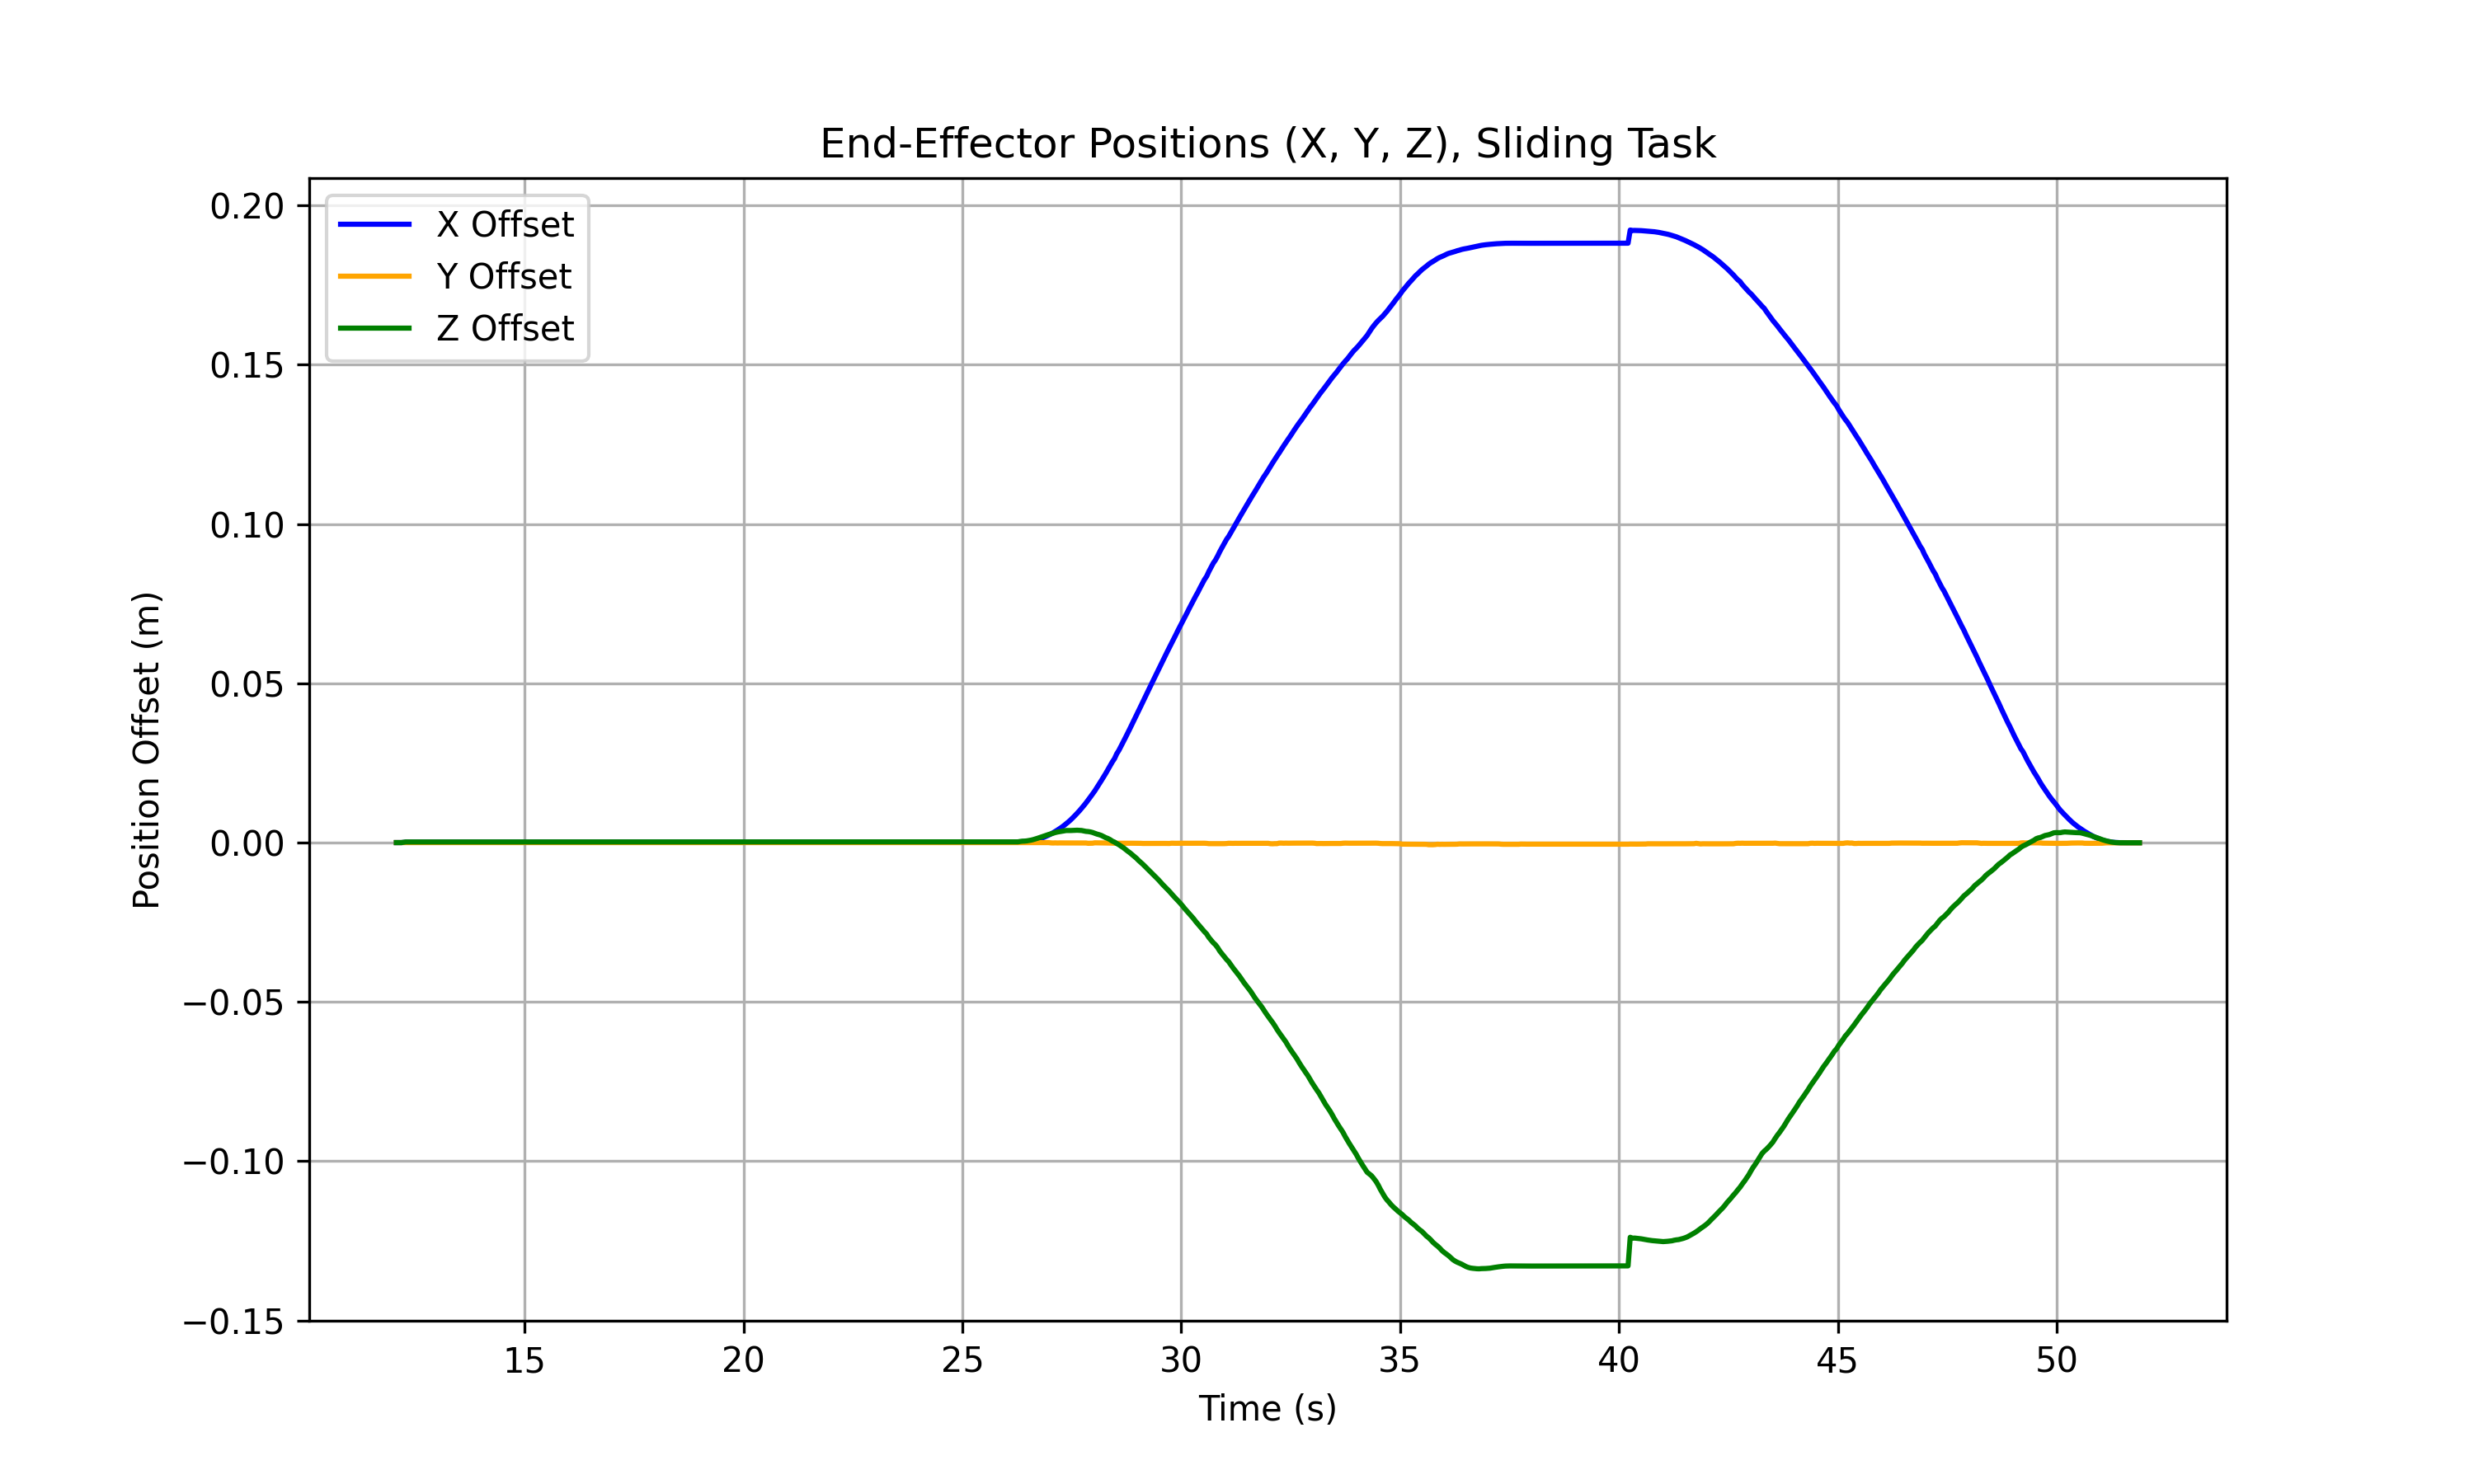 End-Effector Positions (X, Y, Z), Sliding Task
X Offset
Y Offset
Z Offset
Position Offset (m)
0.20
0.15
0.10
0.05
0.00
−0.05
−0.10
−0.15
15 20 25 30 35 40 45 50
Time (s)